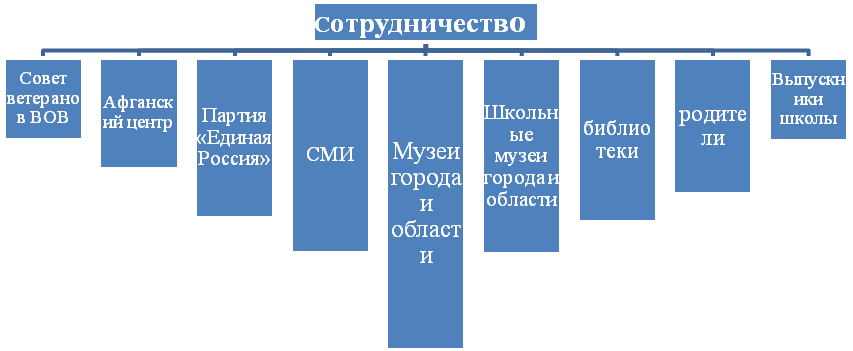 Сотрудничество
Совет
ветерано
в ВОВ
Афганск
ий центр
Партия
«Единая
Россия»
СМИ
Музеи
города
и
област
и
Школьн
ые
музеи
города и
области
библио
теки
родите
ли
Выпускн
ики
школы